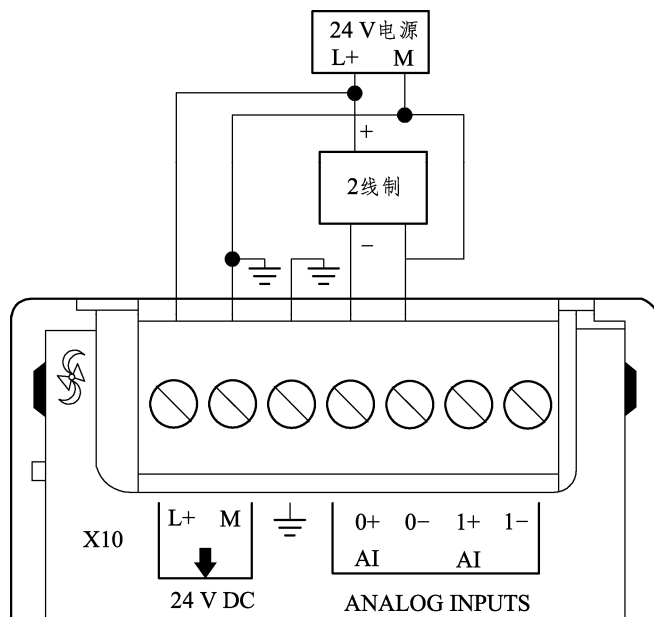 24 V电源
L+ M
+
2线制
−
L+ M 0+ 0− 1+ 1−
X10 AI AI
24 V DC ANALOG INPUTS